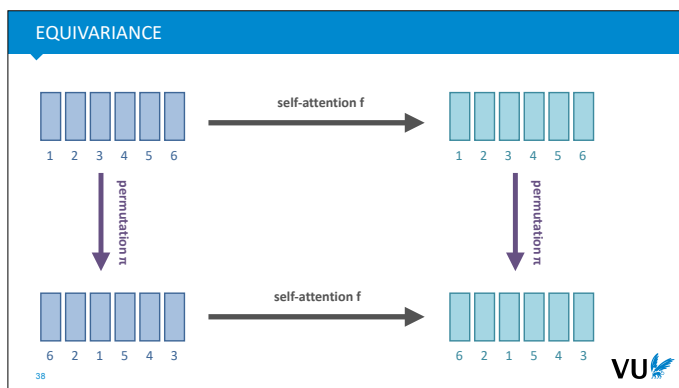 EQUIVARIANCE
self-attention f
1 2 3 4 5 6
1 2 3 4 5 6
permutation π
permutation π
self-attention f
6 2 1 5 4 3
6 2 1 5 4 3
38
VU